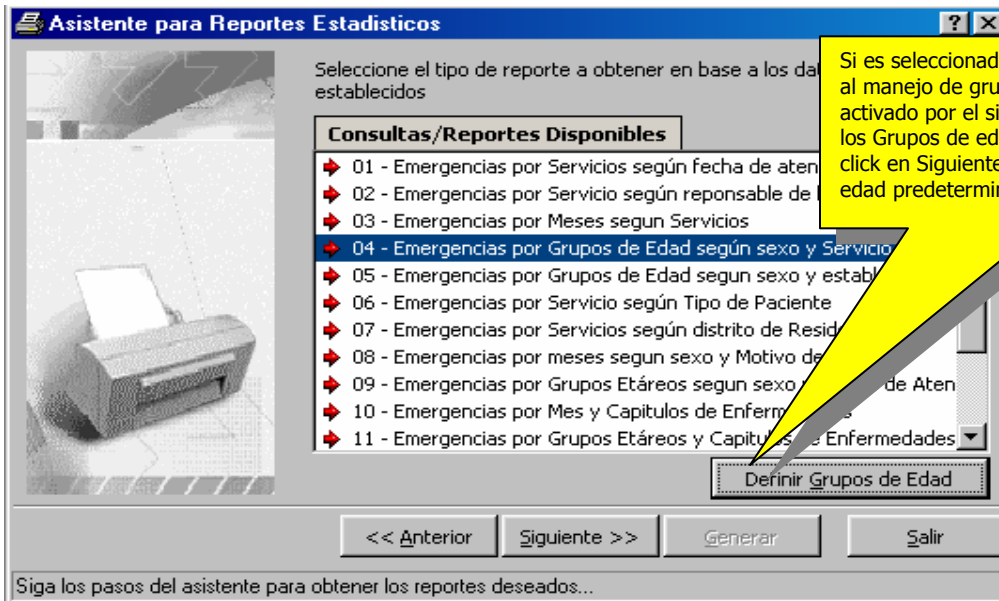 Asistente para Reportes Estadisticos
Seleccione el tipo de reporte a obtener en base a los
establecidos
Si es seleccionad
al manejo de gru
activado por el si
los Grupos de ed
click en Siguiente
edad predetermi
Consultas/Reportes Disponibles
01 - Emergencias por Servicios según fecha de aten
02 - Emergencias por Servicio según reponsable de
03 - Emergencias por Meses segun Servicios
04 - Emergencias por Grupos de Edad según sexo y Servicio
05 - Emergencias por Grupos de Edad segun sexo y establ
06 - Emergencias por Servicio según Tipo de Paciente
07 - Emergencias por Servicios según distrito de Resid
08 - Emergencias por meses segun sexo y Motivo de
09 - Emergencias por Grupos Etáreos segun sexo de Aten
10 - Emergencias por Mes y Capitulos de Enferm
11 - Emergencias por Grupos Etáreos y Capitulos Enfermedades
Definir Grupos de Edad
<< Anterior Siguiente >> Generar Salir
Siga los pasos del asistente para obtener los reportes deseados...